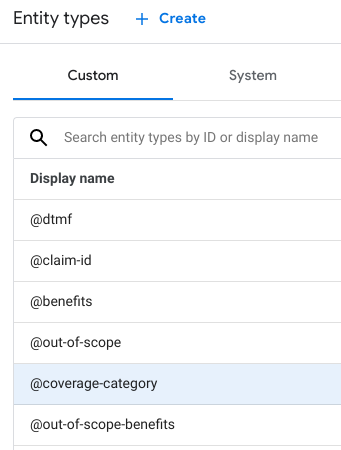 Entity types + Create
Custom System
Search entity types by ID or display name
Display name
@dtmf
@claim-id
@benefits
@out-of-scope
@coverage-category
@out-of-scope-benefits